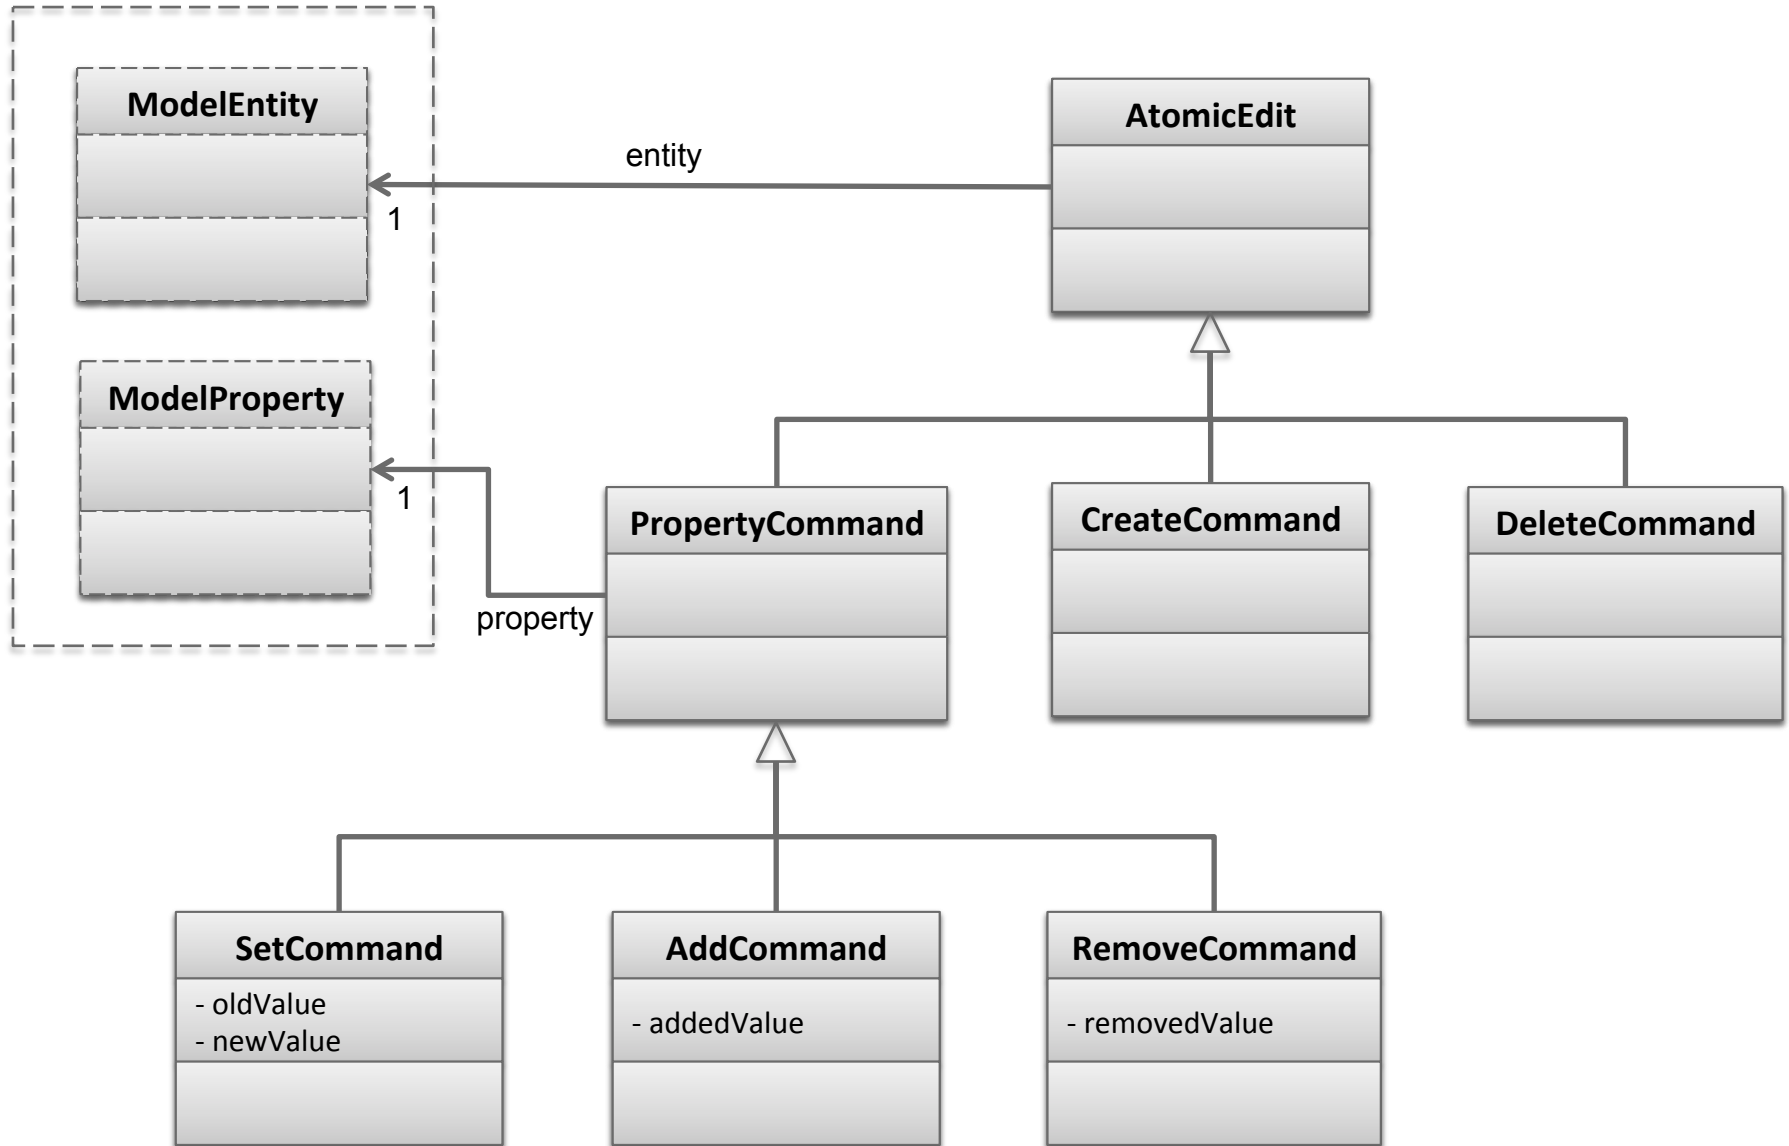 ModelEntity
AtomicEdit
entity
1
ModelProperty
1
PropertyCommand
CreateCommand
DeleteCommand
property
SetCommand
- oldValue
- newValue
AddCommand
- addedValue
RemoveCommand
- removedValue